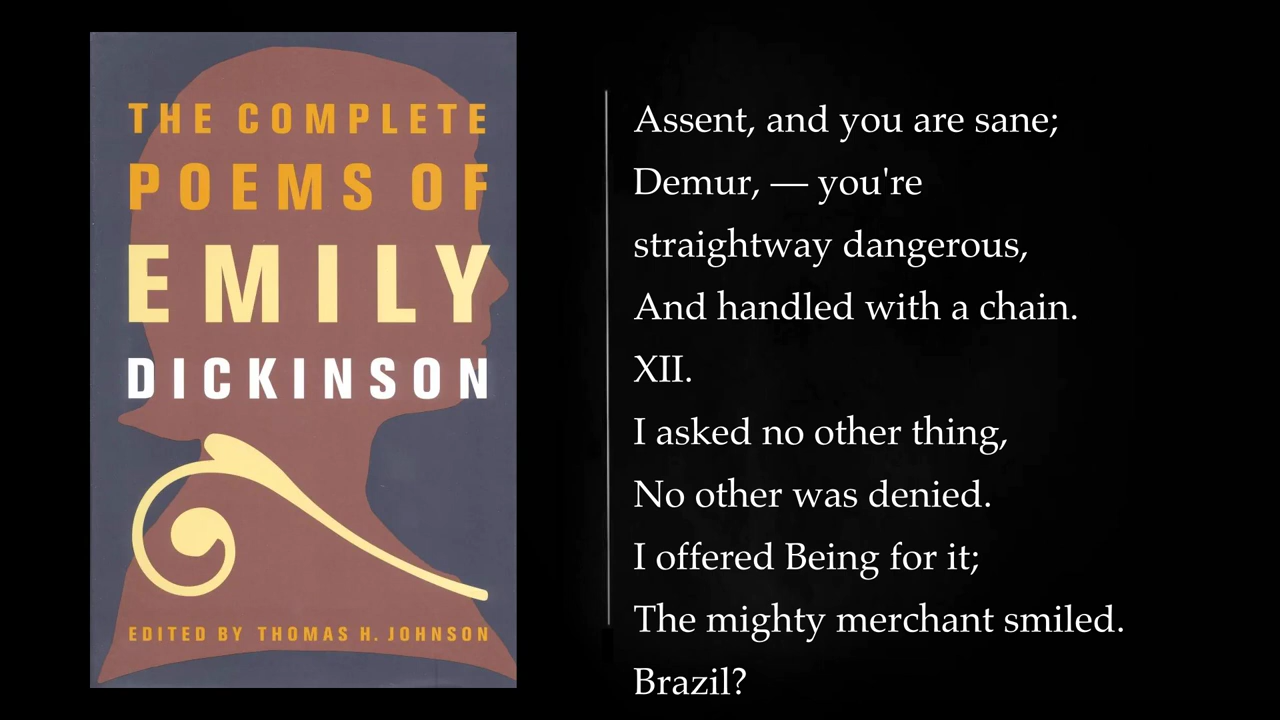 THE COMPLETE
POEMS OF
EMILY
DICKINSON
EDITED BY THOMAS H. JOHNSON
Assent, and you are sane;
Demur, — you're
straightway dangerous,
And handled with a chain.
XII.
I asked no other thing,
No other was denied.
I offered Being for it;
The mighty merchant smiled.
Brazil?